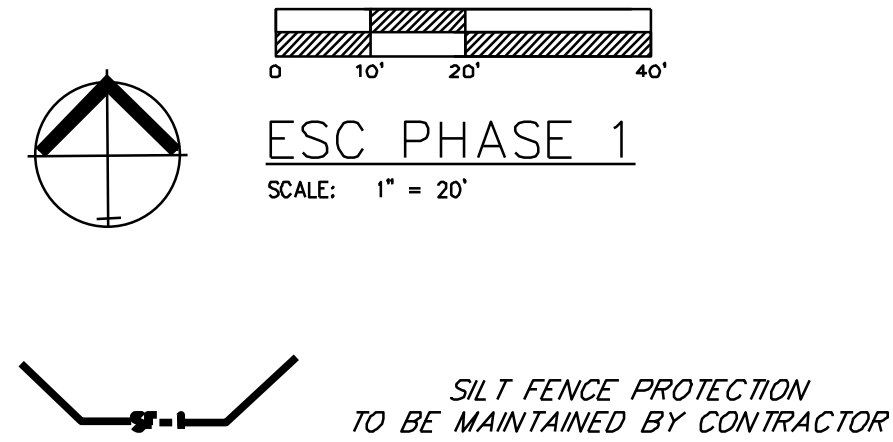 0 10' 20' 40'
ESC PHASE 1
SCALE: 1" = 20'
SF-1
SILT FENCE PROTECTION
TO BE MAINTAINED BY CONTRACTOR